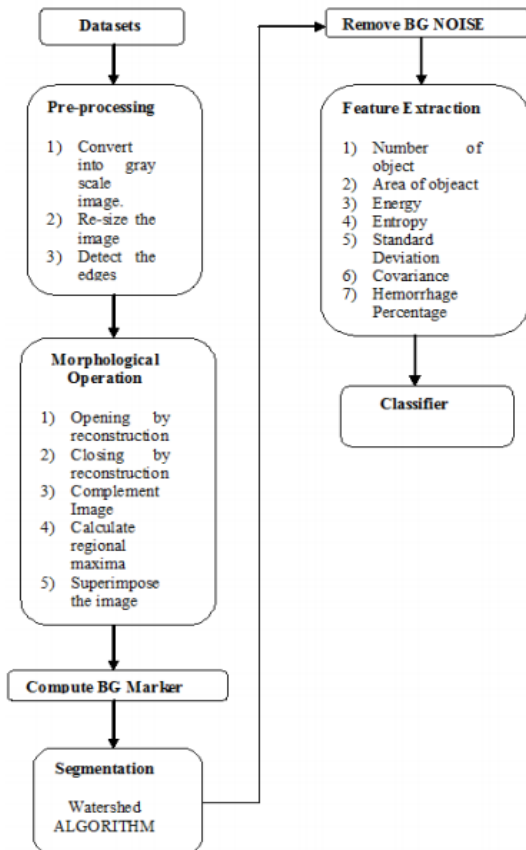 Datasets
Pre-processing
1) Convert
into gray
scale
image.
2) Re-size the
image
3) Detect the
edges
Morphological
Operation
1) Opening by
reconstruction
2) Closing by
reconstruction
3) Complement
Image
4) Calculate
regional
maxima
5) Superimpose
the image
Compute BG Marker
Segmentation
Watershed
ALGORITHM
Remove BG NOISE
Feature Extraction
1) Number of
object
2) Area of objeact
3) Energy
4) Entropy
5) Standard
Deviation
6) Covariance
7) Hemorrhage
Percentage
Classifier